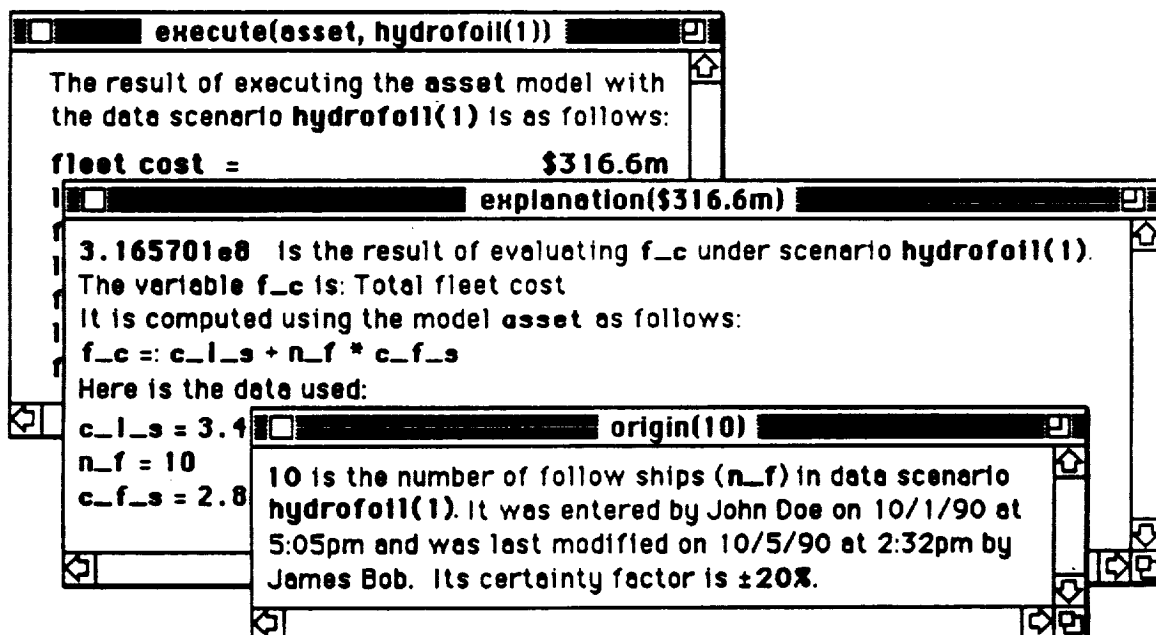 execute(asset, hydrofoil(1))
The result of executing the asset model with
the data scenario hydrofoil(1) is as follows:
fleet cost = $316.6m
explanation($316.6m)
3.165701e8 is the result of evaluating f_c under scenario hydrofoil(1).
The variable f_c is: Total fleet cost
It is computed using the model asset as follows:
f_c =: c_l_s + n_f * c_f_s
Here is the data used:
c_l_s = 3.4
n_f = 10
c_f_s = 2.8
origin(10)
10 is the number of follow ships (n_f) in data scenario
hydrofoil(1). It was entered by John Doe on 10/1/90 at
5:05pm and was last modified on 10/5/90 at 2:32pm by
James Bob. Its certainty factor is ±20%.